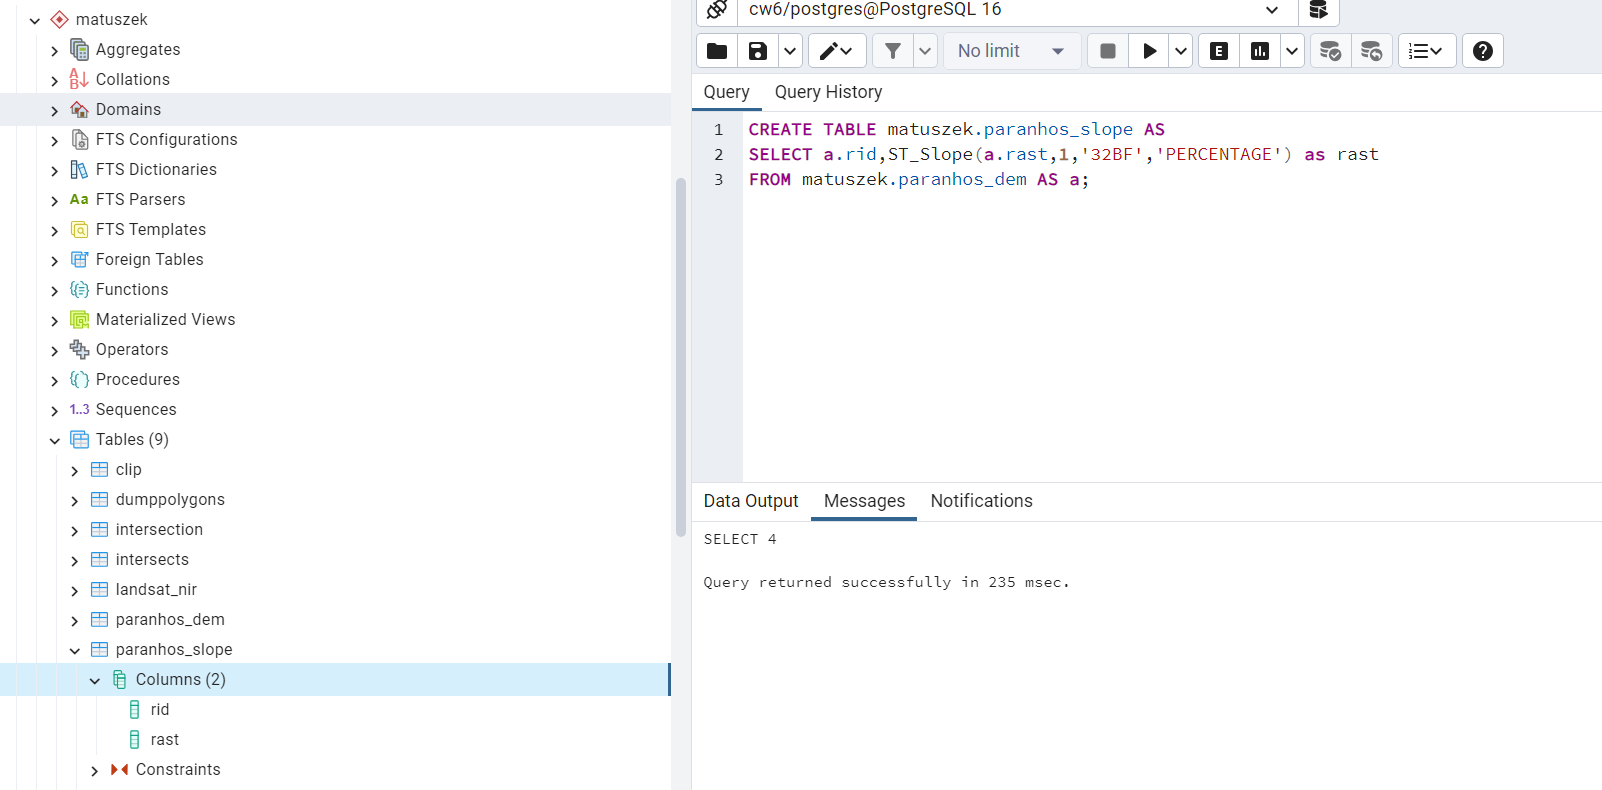 matuszek
Aggregates
Collations
Domains
FTS Configurations
FTS Dictionaries
Aa FTS Parsers
FTS Templates
Foreign Tables
Functions
Materialized Views
Operators
Procedures
1..3 Sequences
Tables (9)
clip
dumppolygons
intersection
intersects
landsat_nir
paranhos_dem
paranhos_slope
Columns (2)
rid
rast
Constraints
cw6/postgres@PostgreSQL 16
No limit
E
Query Query History
1 CREATE TABLE matuszek.paranhos_slope AS
2 SELECT a.rid,ST_Slope(a.rast,1,'32BF','PERCENTAGE') as rast
3 FROM matuszek.paranhos_dem AS a;
Data Output Messages Notifications
SELECT 4
Query returned successfully in 235 msec.